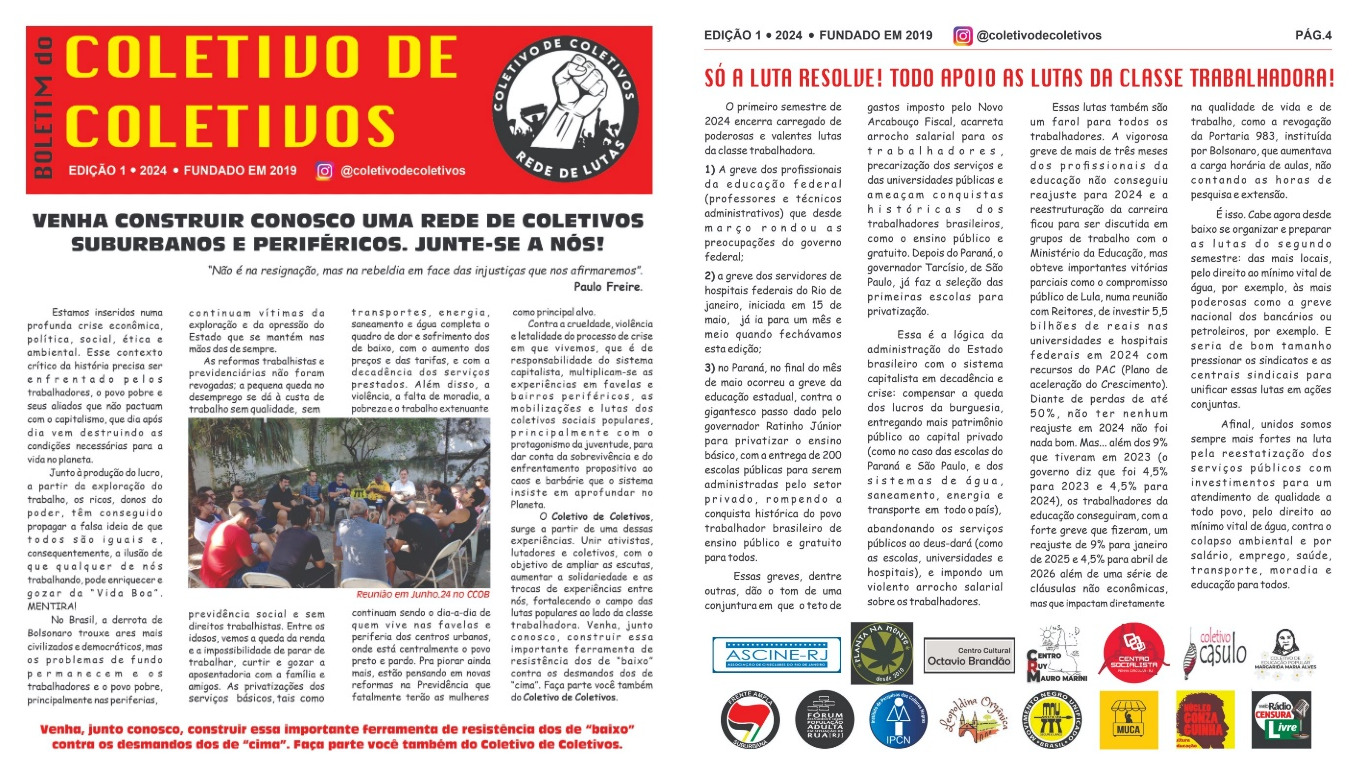 BOLETIM do
COLETIVO DE
COLETIVOS
EDIÇÃO 1 • 2024 • FUNDADO EM 2019 @coletivodecoletivos
COLETIVO DE COLETIVOS
REDE DE LUTAS
VENHA CONSTRUIR CONOSCO UMA REDE DE COLETIVOS
SUBURBANOS E PERIFÉRICOS. JUNTE-SE A NÓS!
“Não é na resignação, mas na rebeldia em face das injustiças que nos afirmaremos”.
Paulo Freire.
Estamos inseridos numa
profunda crise econômica,
política, social, ética e
ambiental. Esse contexto
crítico da história precisa ser
enfrentado pelos
trabalhadores, o povo pobre e
seus aliados que não pactuam
com o capitalismo, que dia após
dia vem destruindo as
condições necessárias para a
vida no planeta.
Junto à produção do lucro,
a partir da exploração do
trabalho, os ricos, donos do
poder, têm conseguido
propagar a falsa ideia de que
todos são iguais e,
consequentemente, a ilusão de
que qualquer de nós
trabalhando, pode enriquecer e
gozar da “Vida Boa”.
MENTIRA!
No Brasil, a derrota de
Bolsonaro trouxe ares mais
civilizados e democráticos, mas
os problemas de fundo
permanecem e os
trabalhadores e o povo pobre,
principalmente nas periferias,
continuam vítimas da
exploração e da opressão do
Estado que se mantém nas
mãos dos de sempre.
As reformas trabalhistas e
previdenciárias não foram
revogadas; a pequena queda no
desemprego se dá à custa de
trabalho sem qualidade, sem
previdência social e sem
direitos trabalhistas. Entre os
idosos, vemos a queda da renda
e a impossibilidade de parar de
trabalhar, curtir e gozar a
aposentadoria com a família e
amigos. As privatizações dos
serviços básicos, tais como
transportes, energia,
saneamento e água completa o
quadro de dor e sofrimento dos
de baixo, com o aumento dos
preços e das tarifas, e com a
decadência dos serviços
prestados. Além disso, a
violência, a falta de moradia, a
pobreza e o trabalho extenuante
Reunião em Junho.24 no CCOB
continuam sendo o dia-a-dia de
quem vive nas favelas e
periferia dos centros urbanos,
onde está centralmente o povo
preto e pardo. Pra piorar ainda
mais, estão pensando em novas
reformas na Previdência que
fatalmente terão as mulheres
como principal alvo.
Contra a crueldade, violência
e letalidade do processo de crise
em que vivemos, que é de
responsabilidade do sistema
capitalista, multiplicam-se as
experiências em favelas e
bairros periféricos, as
mobilizações e lutas dos
coletivos sociais populares,
principalmente com o
protagonismo da juventude, para
dar conta da sobrevivência e do
enfrentamento propositivo ao
caos e barbárie que o sistema
insiste em aprofundar no
Planeta.
O Coletivo de Coletivos,
surge a partir de uma dessas
experiências. Unir ativistas,
lutadores e coletivos, com o
objetivo de ampliar as escutas,
aumentar a solidariedade e as
trocas de experiências entre
nós, fortalecendo o campo das
lutas populares ao lado da classe
trabalhadora. Venha, junto
conosco, construir essa
importante ferramenta de
resistência dos de “baixo”
contra os desmandos dos de
“cima”. Faça parte você também
do Coletivo de Coletivos.
Venha, junto conosco, construir essa importante ferramenta de resistência dos de “baixo”
contra os desmandos dos de “cima”. Faça parte você também do Coletivo de Coletivos.
EDIÇÃO 1 • 2024 • FUNDADO EM 2019 @coletivodecoletivos PÁG.4
SÓ A LUTA RESOLVE! TODO APOIO AS LUTAS DA CLASSE TRABALHADORA!
O primeiro semestre de
2024 encerra carregado de
poderosas e valentes lutas
da classe trabalhadora.
1) A greve dos profissionais
da educação federal
(professores e técnicos
administrativos) que desde
março rondou as
preocupações do governo
federal;
2) a greve dos servidores de
hospitais federais do Rio de
janeiro, iniciada em 15 de
maio, já ia para um mês e
meio quando fechávamos
esta edição;
3) no Paraná, no final do mês
de maio ocorreu a greve da
educação estadual, contra o
gigantesco passo dado pelo
governador Ratinho Júnior
para privatizar o ensino
básico, com a entrega de 200
escolas públicas para serem
administradas pelo setor
privado, rompendo a
conquista histórica do povo
trabalhador brasileiro de
ensino público e gratuito
para todos.
Essas greves, dentre
outras, dão o tom de uma
conjuntura em que o teto de
gastos imposto pelo Novo
Arcabouço Fiscal, acarreta
arrocho salarial para os
trabalhadores,
precarização dos serviços e
das universidades públicas e
ameaçam conquistas
históricas dos
trabalhadores brasileiros,
como o ensino público e
gratuito. Depois do Paraná, o
governador Tarcísio, de São
Paulo, já faz a seleção das
primeiras escolas para
privatização.
Essa é a lógica da
administração do Estado
brasileiro com o sistema
capitalista em decadência e
crise: compensar a queda
dos lucros da burguesia,
entregando mais patrimônio
público ao capital privado
(como no caso das escolas do
Paraná e São Paulo, e dos
sistemas de água,
saneamento, energia e
transporte em todo o país),
abandonando os serviços
públicos ao deus-dará (como
as escolas, universidades e
hospitais), e impondo um
violento arrocho salarial
sobre os trabalhadores.
Essas lutas também são
um farol para todos os
trabalhadores. A vigorosa
greve de mais de três meses
dos profissionais da
educação não conseguiu
reajuste para 2024 e a
reestruturação da carreira
ficou para ser discutida em
grupos de trabalho com o
Ministério da Educação, mas
obteve importantes vitórias
parciais como o compromisso
público de Lula, numa reunião
com Reitores, de investir 5,5
bilhões de reais nas
universidades e hospitais
federais em 2024 com
recursos do PAC (Plano de
aceleração do Crescimento).
Diante de perdas de até
50%, não ter nenhum
reajuste em 2024 não foi
nada bom. Mas... além dos 9%
que tiveram em 2023 (o
governo diz que foi 4,5%
para 2023 e 4,5% para
2024), os trabalhadores da
educação conseguiram, com a
forte greve que fizeram, um
reajuste de 9% para janeiro
de 2025 e 4,5% para abril de
2026 além de uma série de
cláusulas não econômicas,
mas que impactam diretamente
na qualidade de vida e de
trabalho, como a revogação
da Portaria 983, instituída
por Bolsonaro, que aumentava
a carga horária de aulas, não
contando as horas de
pesquisa e extensão.
É isso. Cabe agora desde
baixo se organizar e preparar
as lutas do segundo
semestre: das mais locais,
pelo direito ao mínimo vital de
água, por exemplo, às mais
poderosas como a greve
nacional dos bancários ou
petroleiros, por exemplo. E
seria de bom tamanho
pressionar os sindicatos e as
centrais sindicais para
unificar essas lutas em ações
conjuntas.
Afinal, unidos somos
sempre mais fortes na luta
pela reestatização dos
serviços públicos com
investimentos para um
atendimento de qualidade a
todo povo, pelo direito ao
mínimo vital de água, contra o
colapso ambiental e por
salário, emprego, saúde,
transporte, moradia e
educação para todos.
ASCINE-RJ
ASSOCIAÇÃO DE CINECLUBES DO RIO DE JANEIRO
PLANTA NA MENTE
desde 2010
Centro Cultural
Octavio Brandão
CENTRO
RUY
MAURO MARINI
CENTRO
SOCIALISTA
coletivo
casulo
COLETIVO DE
EDUCAÇÃO POPULAR
MARGARIDA MARIA ALVES
FRENTE AMPLA
SUBURBANA
FÓRUM
POPULAÇÃO
ADULTA
RUA|RJ
IPCN
Leopoldina Orgânica
MOVIMENTO NEGRO UNIFICADO
BRASIL
MUCA
NÚCLEO
GONZA
GUINHA
Rádio
CENSURA
Livre